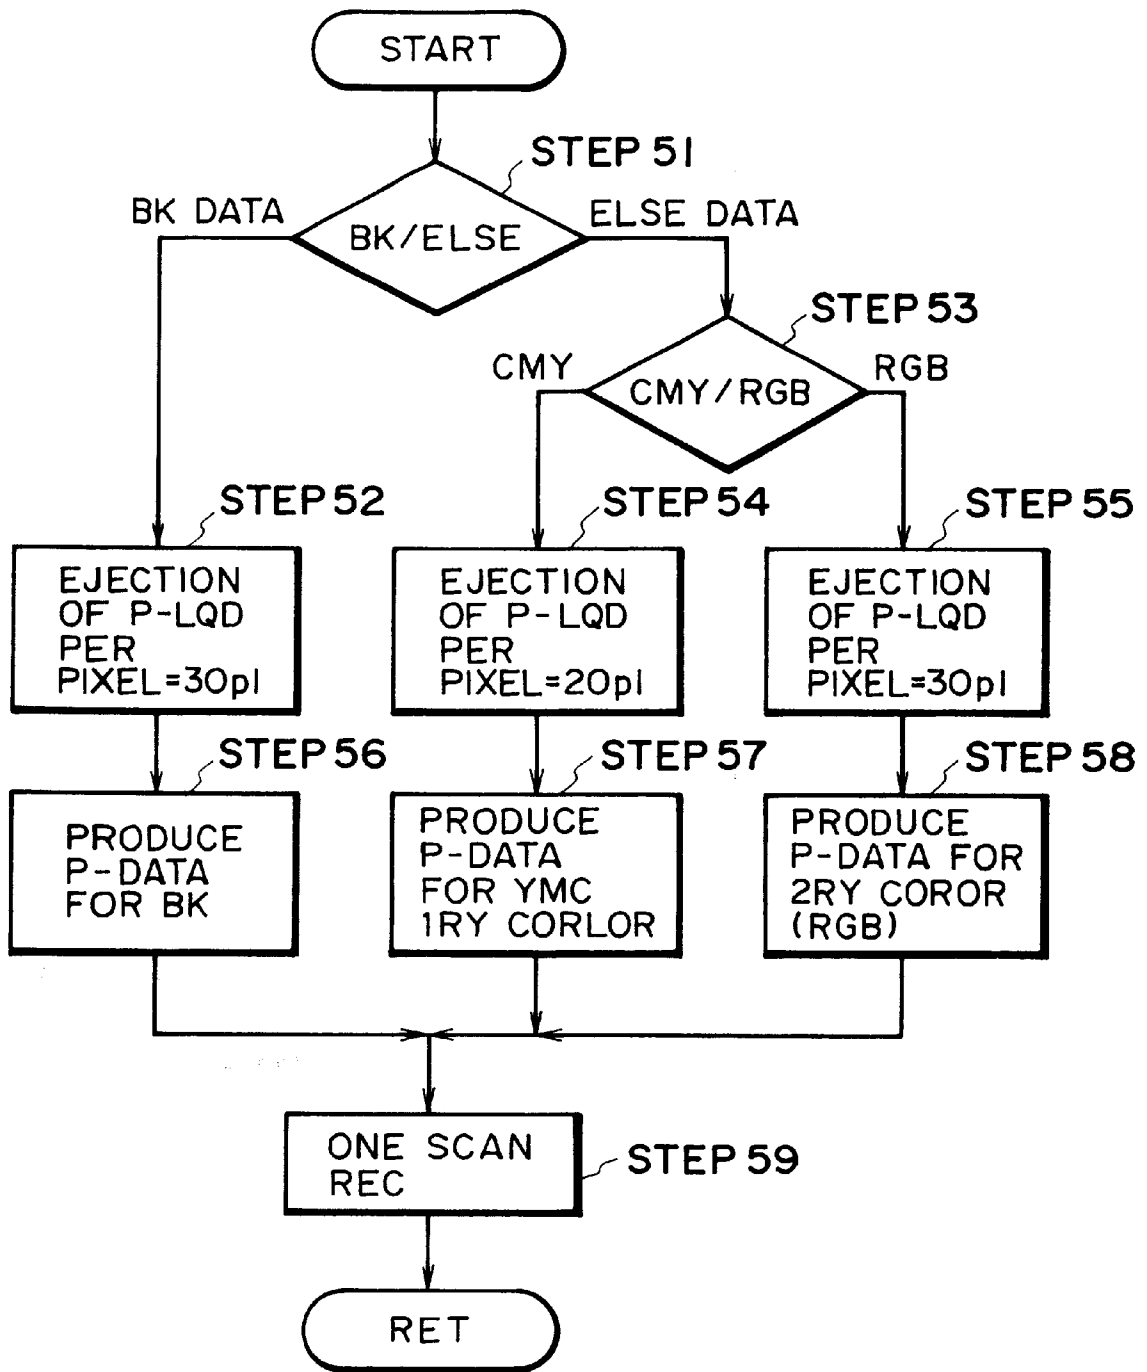 START
STEP 51
BK DATA
BK/ELSE
ELSE DATA
STEP 53
CMY
CMY/RGB
RGB
STEP 52
EJECTION
OF P-LQD
PER
PIXEL=30pl
STEP 54
EJECTION
OF P-LQD
PER
PIXEL=20pl
STEP 55
EJECTION
OF P-LQD
PER
PIXEL=30pl
STEP 56
PRODUCE
P-DATA
FOR BK
STEP 57
PRODUCE
P-DATA
FOR YMC
1RY CORLOR
STEP 58
PRODUCE
P-DATA FOR
2RY COROR
(RGB)
ONE SCAN
REC
STEP 59
RET